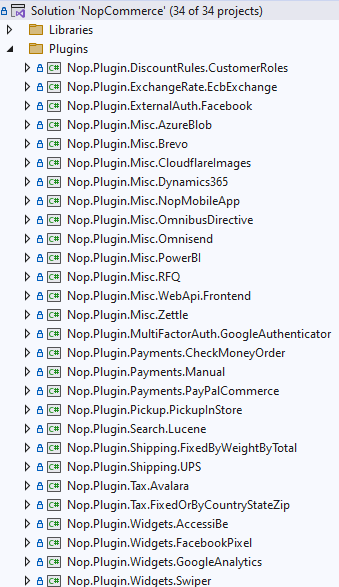 Solution 'NopCommerce' (34 of 34 projects)
Libraries
Plugins
C# Nop.Plugin.DiscountRules.CustomerRoles
C# Nop.Plugin.ExchangeRate.EcbExchange
C# Nop.Plugin.ExternalAuth.Facebook
C# Nop.Plugin.Misc.AzureBlob
C# Nop.Plugin.Misc.Brevo
C# Nop.Plugin.Misc.CloudflareImages
C# Nop.Plugin.Misc.Dynamics365
C# Nop.Plugin.Misc.NopMobileApp
C# Nop.Plugin.Misc.OmnibusDirective
C# Nop.Plugin.Misc.Omnisend
C# Nop.Plugin.Misc.PowerBI
C# Nop.Plugin.Misc.RFQ
C# Nop.Plugin.Misc.WebApi.Frontend
C# Nop.Plugin.Misc.Zettle
C# Nop.Plugin.MultiFactorAuth.GoogleAuthenticator
C# Nop.Plugin.Payments.CheckMoneyOrder
C# Nop.Plugin.Payments.Manual
C# Nop.Plugin.Payments.PayPalCommerce
C# Nop.Plugin.Pickup.PickupInStore
C# Nop.Plugin.Search.Lucene
C# Nop.Plugin.Shipping.FixedByWeightByTotal
C# Nop.Plugin.Shipping.UPS
C# Nop.Plugin.Tax.Avalara
C# Nop.Plugin.Tax.FixedOrByCountryStateZip
C# Nop.Plugin.Widgets.AccessiBe
C# Nop.Plugin.Widgets.FacebookPixel
C# Nop.Plugin.Widgets.GoogleAnalytics
C# Nop.Plugin.Widgets.Swiper